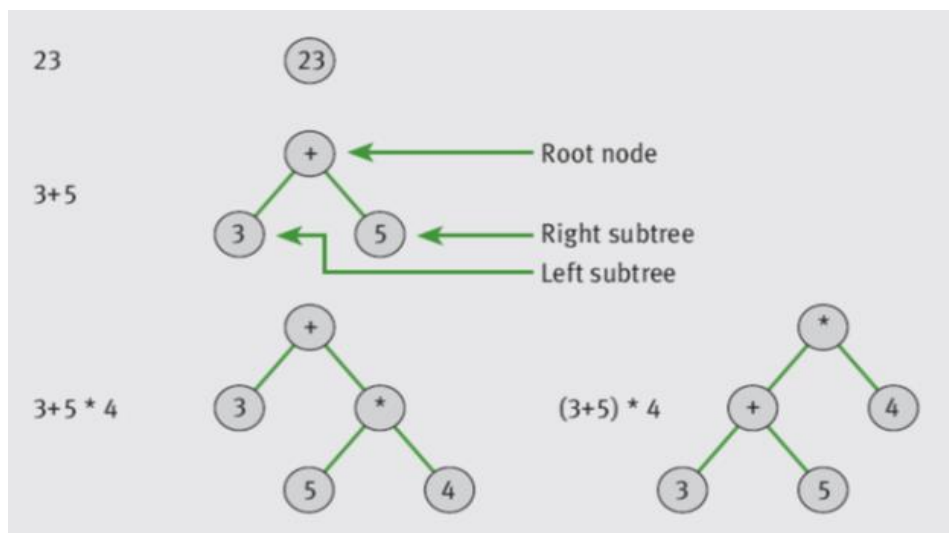 23 23
+ Root node
3+5
3 5 Right subtree
Left subtree
+ *
3+5 * 4 3 * (3+5) * 4 + 4
5 4 3 5